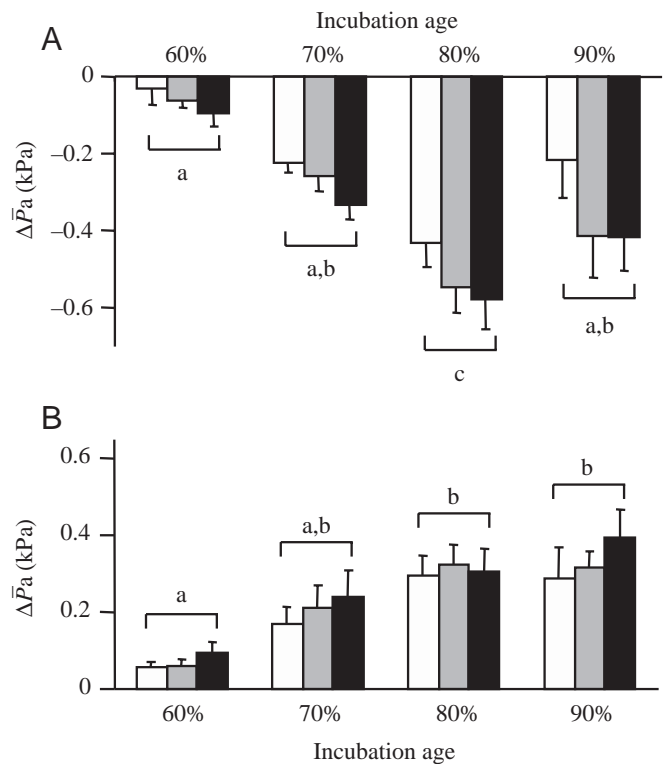 Incubation age
A
60% 70% 80% 90%
0
–0.2
–0.4
–0.6
ΔP̄a (kPa)
a
a,b
c
a,b
B
0.6
0.4
0.2
0
ΔP̄a (kPa)
a
a,b
b
b
60% 70% 80% 90%
Incubation age